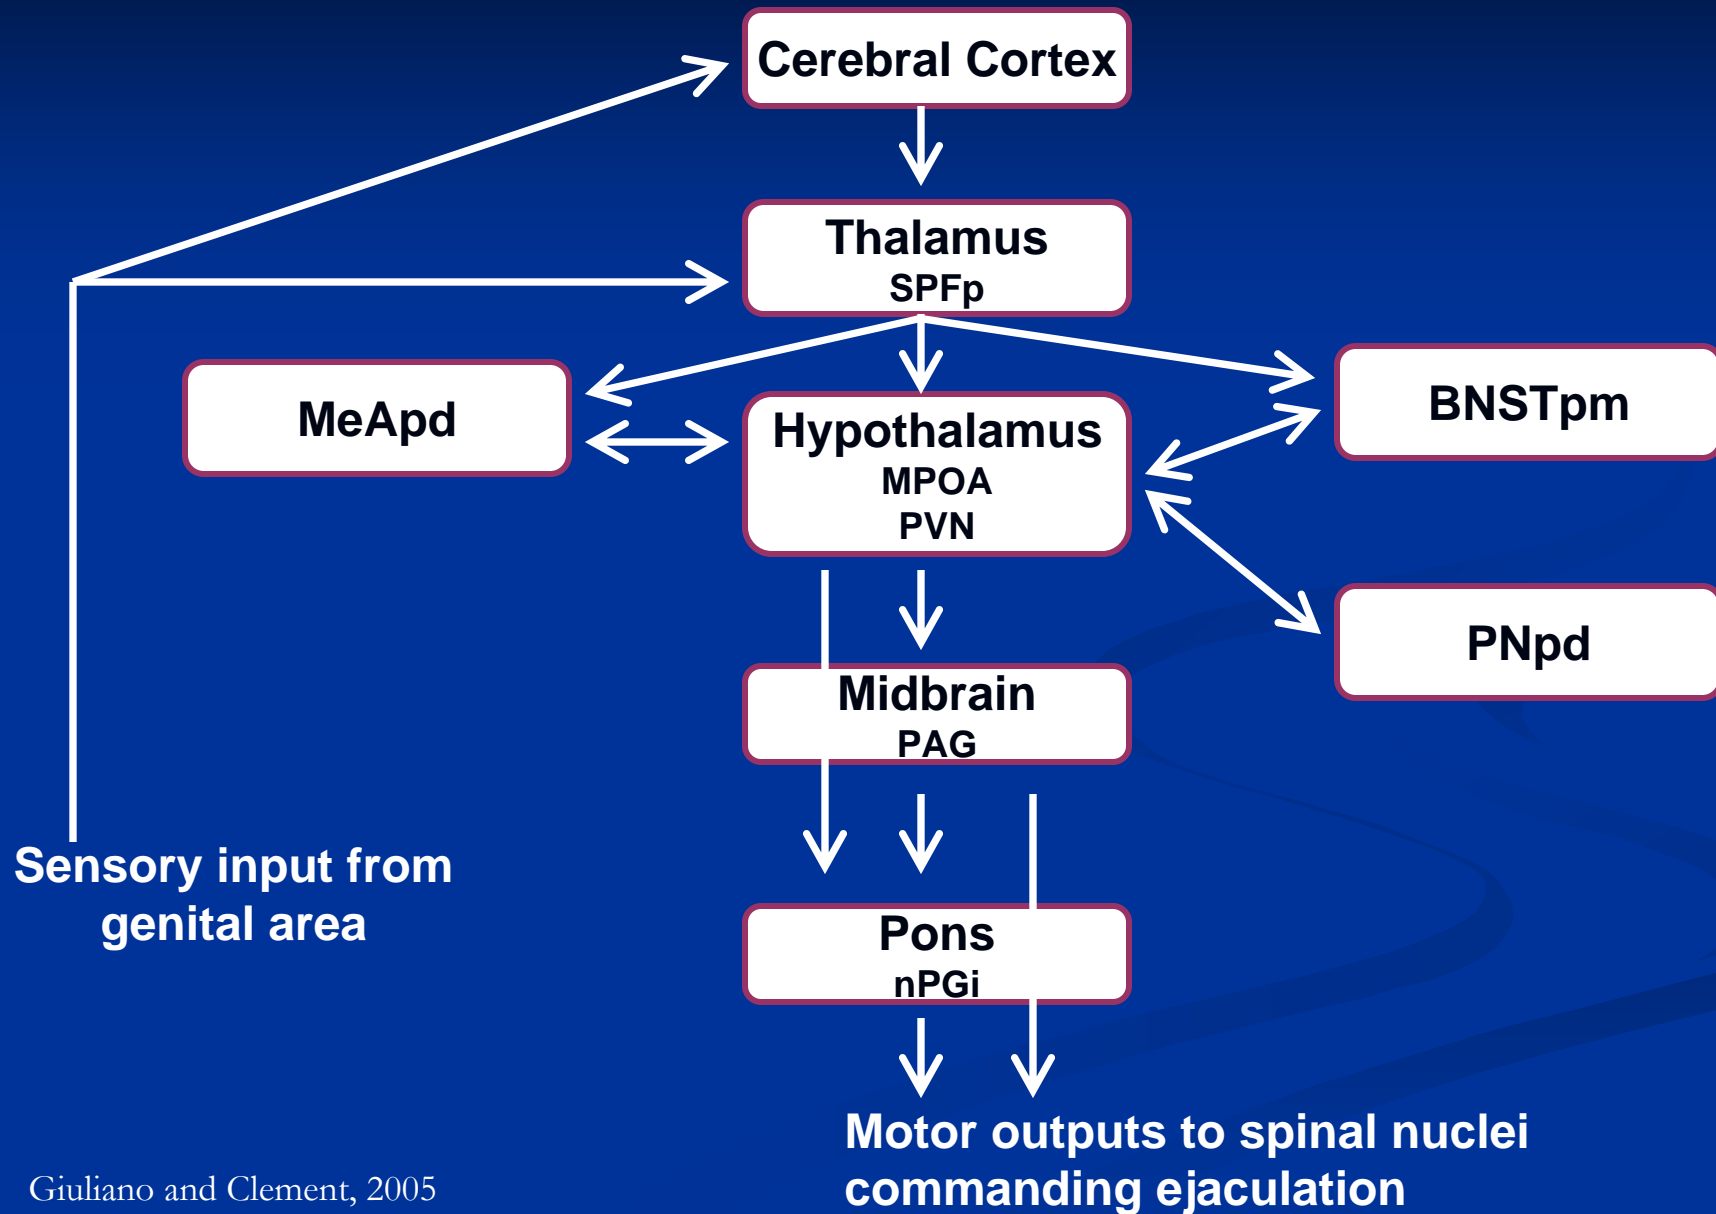 Cerebral Cortex
Thalamus
SPFp
MeApd
Hypothalamus
MPOA
PVN
BNSTpm
PNpd
Midbrain
PAG
Sensory input from
genital area
Pons
nPGi
Motor outputs to spinal nuclei
commanding ejaculation
Giuliano and Clement, 2005